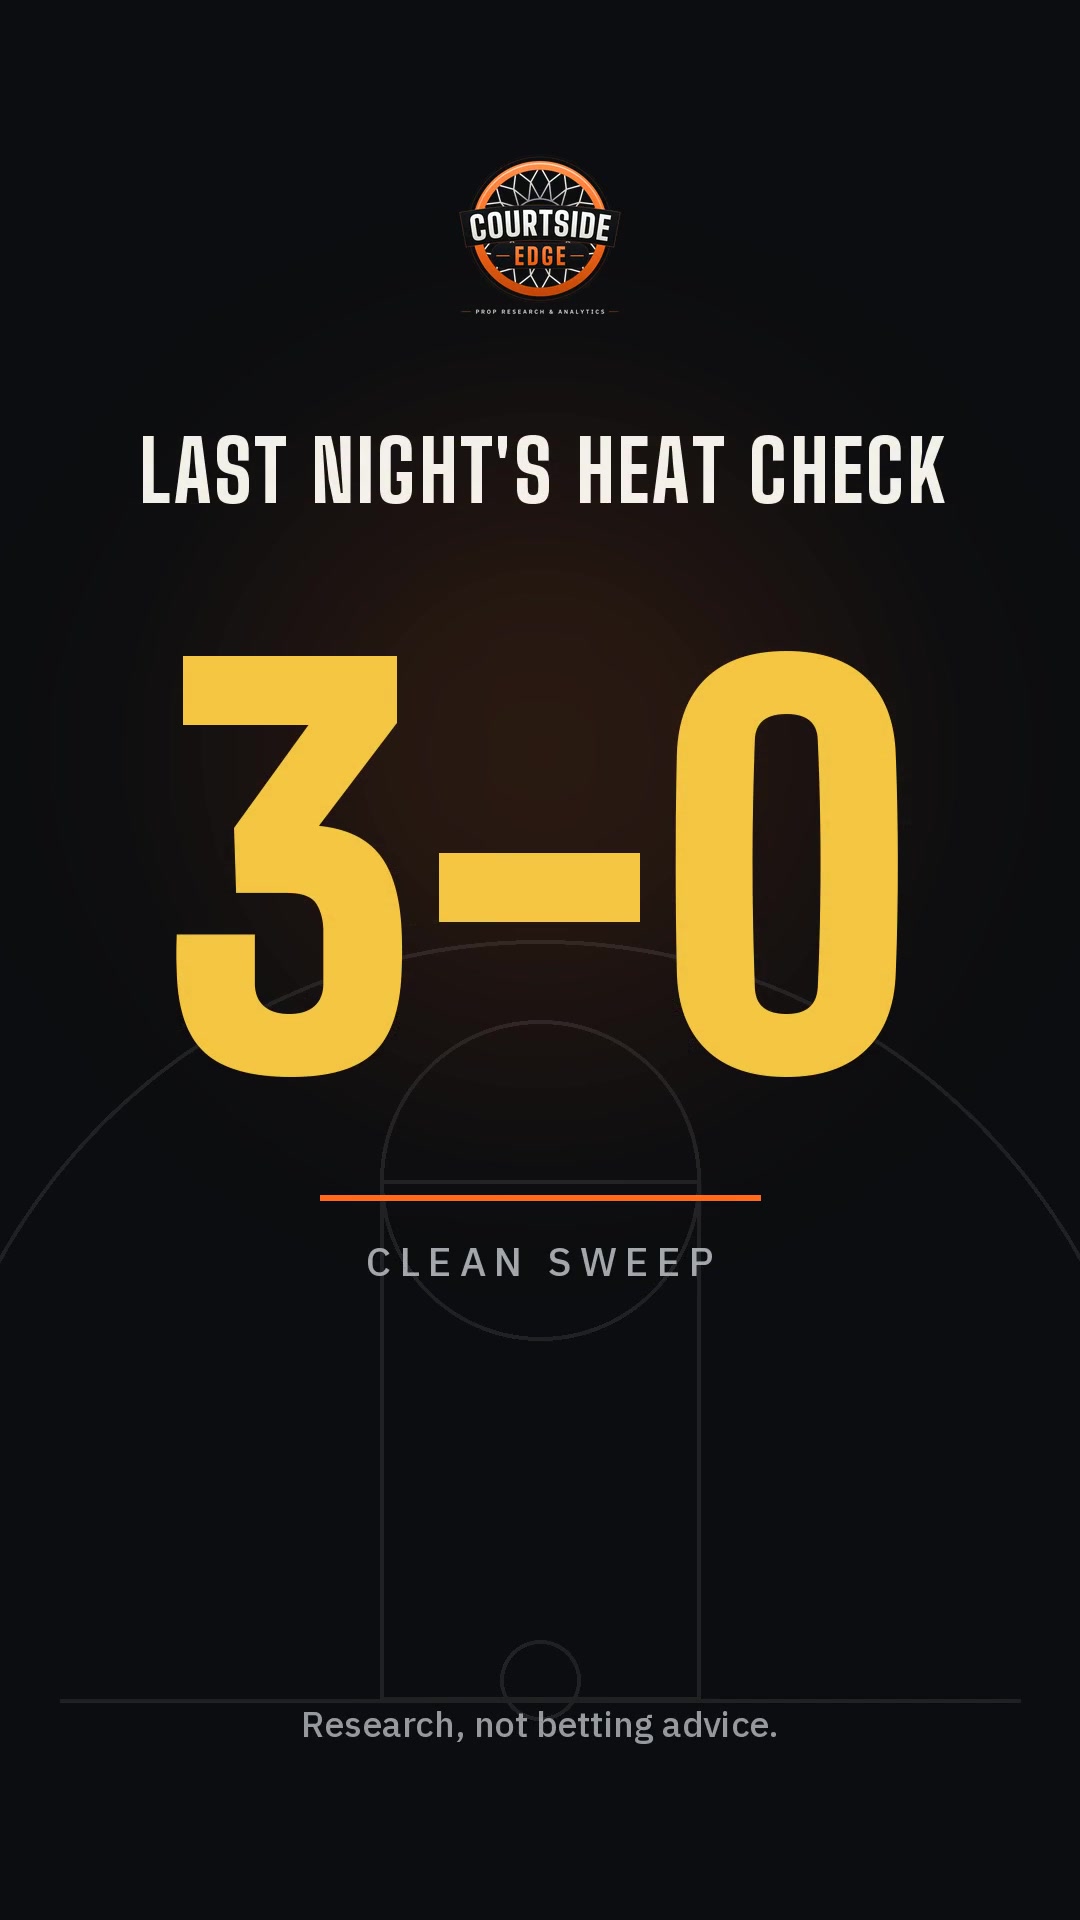 COURTSIDE
EDGE
PROP RESEARCH & ANALYTICS
LAST NIGHT'S HEAT CHECK
3–0
CLEAN SWEEP
Research, not betting advice.